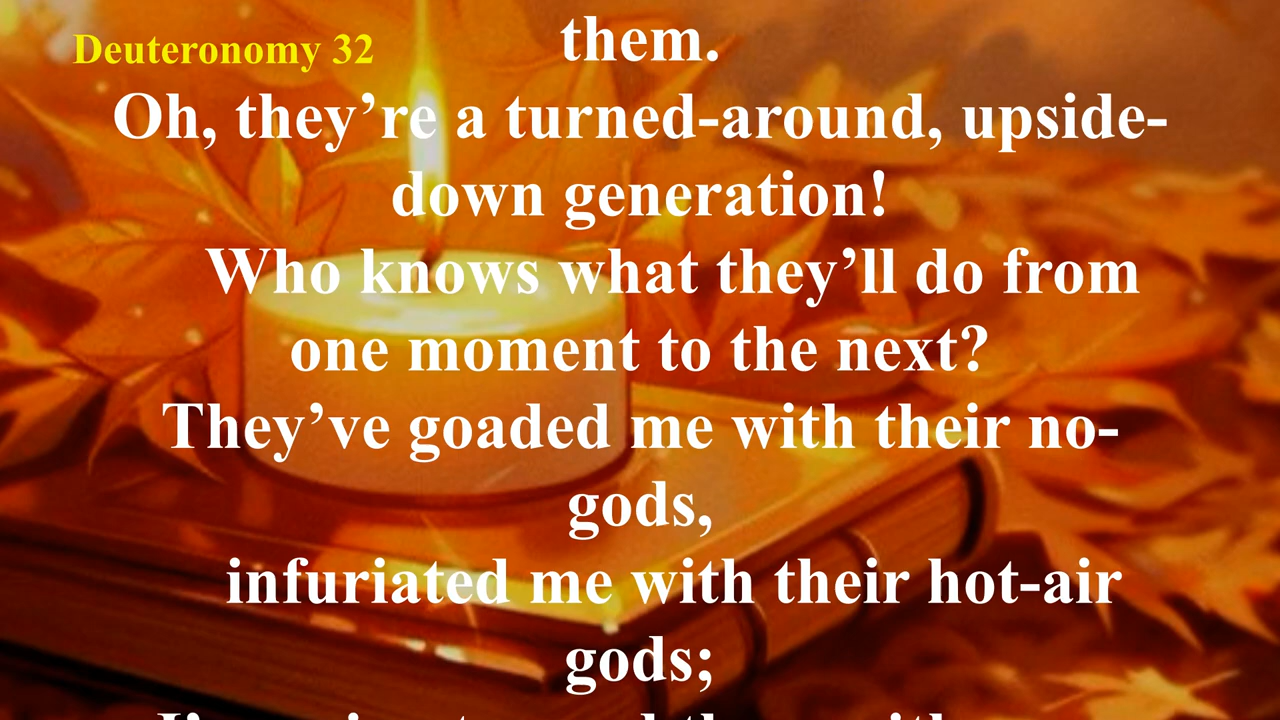 Deuteronomy 32
them.
Oh, they’re a turned-around, upside-
down generation!
Who knows what they’ll do from
one moment to the next?
They’ve goaded me with their no-
gods,
infuriated me with their hot-air
gods;